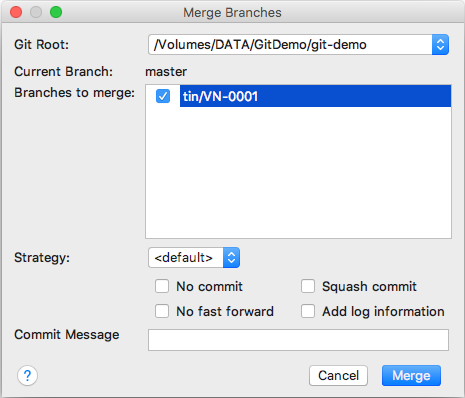 Merge Branches
Git Root: /Volumes/DATA/GitDemo/git-demo
Current Branch: master
Branches to merge: tin/VN-0001
Strategy: <default>
No commit Squash commit
No fast forward Add log information
Commit Message
? Cancel Merge